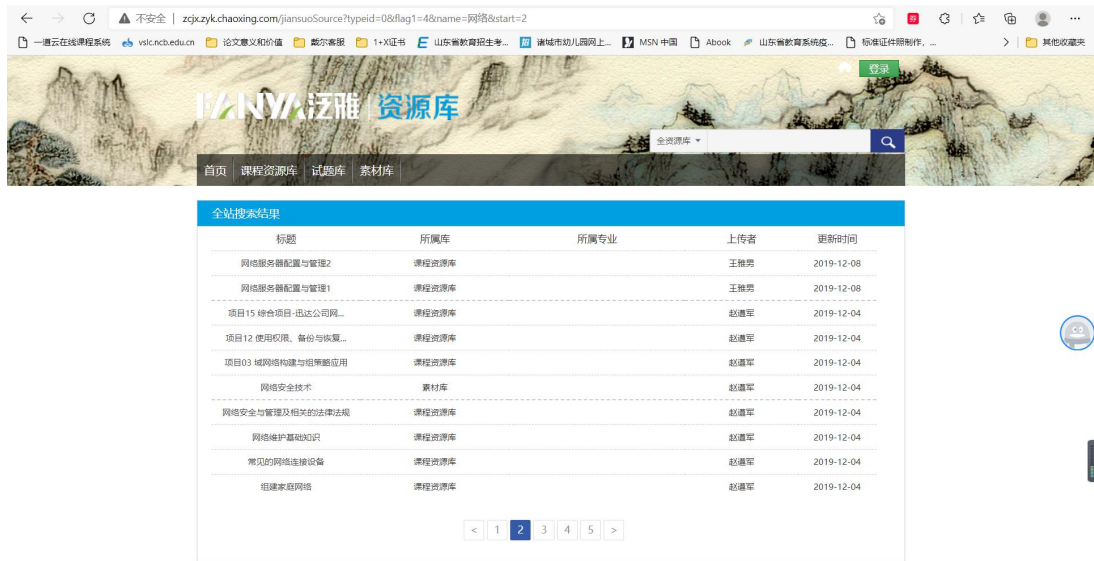 不安全 | zcjx.zyk.chaoxing.com/jiansuoSource?typeid=0&flag1=4&name=网络&start=2
一道云在线课程系统 vslc.ncb.edu.cn 论文意义和价值 戴尔客服 1+X证书 山东省教育招生考... 诸城市幼儿园网上... MSN 中国 Abook 山东省教育系统疫... 标准证件照制作，... 其他收藏夹
登录
FANYA泛雅 | 资源库
全资源库
首页 课程资源库 试题库 素材库
全站搜索结果
标题 所属库 所属专业 上传者 更新时间
网络服务器配置与管理2 课程资源库 王雅男 2019-12-08
网络服务器配置与管理1 课程资源库 王雅男 2019-12-08
项目15 综合项目-迅达公司网... 课程资源库 赵遵军 2019-12-04
项目12 使用权限、备份与恢复... 课程资源库 赵遵军 2019-12-04
项目03 域网络构建与组策略应用 课程资源库 赵遵军 2019-12-04
网络安全技术 素材库 赵遵军 2019-12-04
网络安全与管理及相关的法律法规 课程资源库 赵遵军 2019-12-04
网络维护基础知识 课程资源库 赵遵军 2019-12-04
常见的网络连接设备 课程资源库 赵遵军 2019-12-04
组建家庭网络 课程资源库 赵遵军 2019-12-04
< 1 2 3 4 5 >